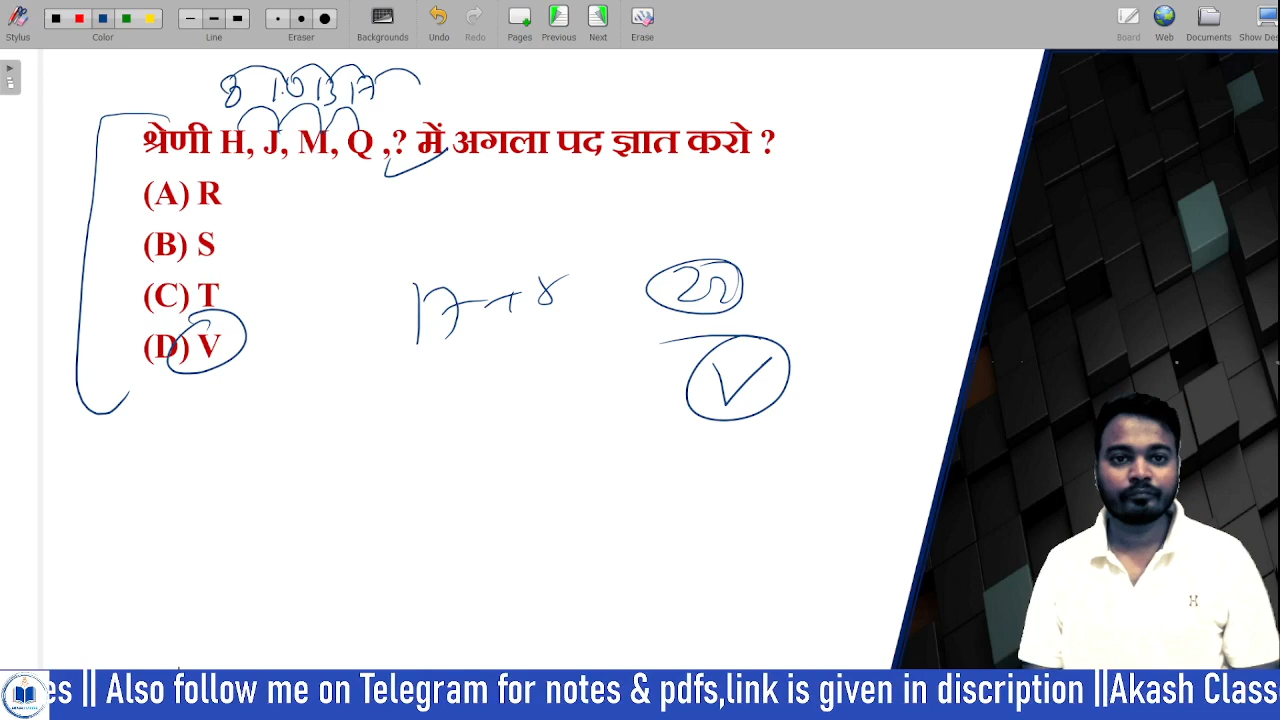 Stylus Color Line Eraser Backgrounds Undo Redo Pages Previous Next Erase Board Web Documents Show Des
8 10 13 17
श्रेणी H, J, M, Q ,? में अगला पद ज्ञात करो ?
(A) R
(B) S
(C) T
(D) V
17+
22
V
es || Also follow me on Telegram for notes & pdfs,link is given in discription ||Akash Class